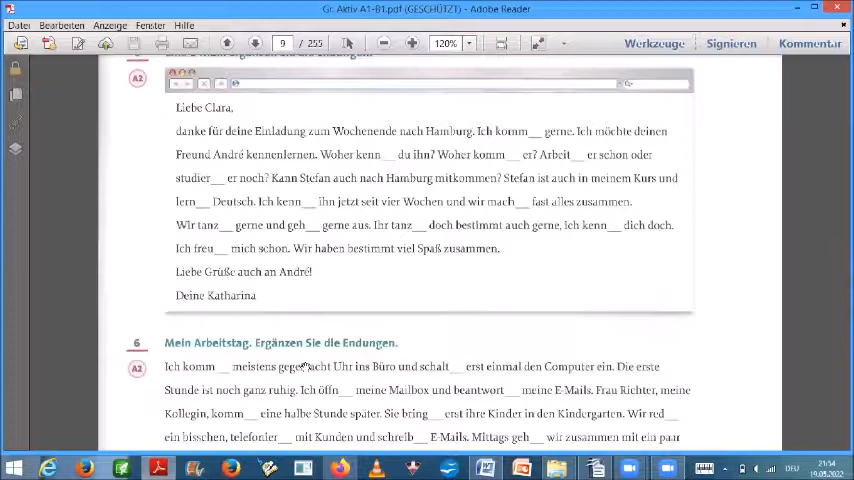 Gr. Aktiv A1-B1.pdf (GESCHÜTZT) - Adobe Reader
Datei Bearbeiten Anzeige Fenster Hilfe
9 / 255 120% Werkzeuge Signieren Kommentar
A2
Liebe Clara,
danke für deine Einladung zum Wochenende nach Hamburg. Ich komm__ gerne. Ich möchte deinen
Freund André kennenlernen. Woher kenn__ du ihn? Woher komm__ er? Arbeit__ er schon oder
studier__ er noch? Kann Stefan auch nach Hamburg mitkommen? Stefan ist auch in meinem Kurs und
lern__ Deutsch. Ich kenn__ ihn jetzt seit vier Wochen und wir mach__ fast alles zusammen.
Wir tanz__ gerne und geh__ gerne aus. Ihr tanz__ doch bestimmt auch gerne, ich kenn__ dich doch.
Ich freu__ mich schon. Wir haben bestimmt viel Spaß zusammen.
Liebe Grüße auch an André!
Deine Katharina
6 Mein Arbeitstag. Ergänzen Sie die Endungen.
A2
Ich komm__ meistens gegen acht Uhr ins Büro und schalt__ erst einmal den Computer ein. Die erste
Stunde ist noch ganz ruhig. Ich öffn__ meine Mailbox und beantwort__ meine E-Mails. Frau Richter, meine
Kollegin, komm__ eine halbe Stunde später. Sie bring__ erst ihre Kinder in den Kindergarten. Wir red__
ein bisschen, telefonier__ mit Kunden und schreib__ E-Mails. Mittags geh__ wir zusammen mit ein paar
DEU
21:54
19.05.2022